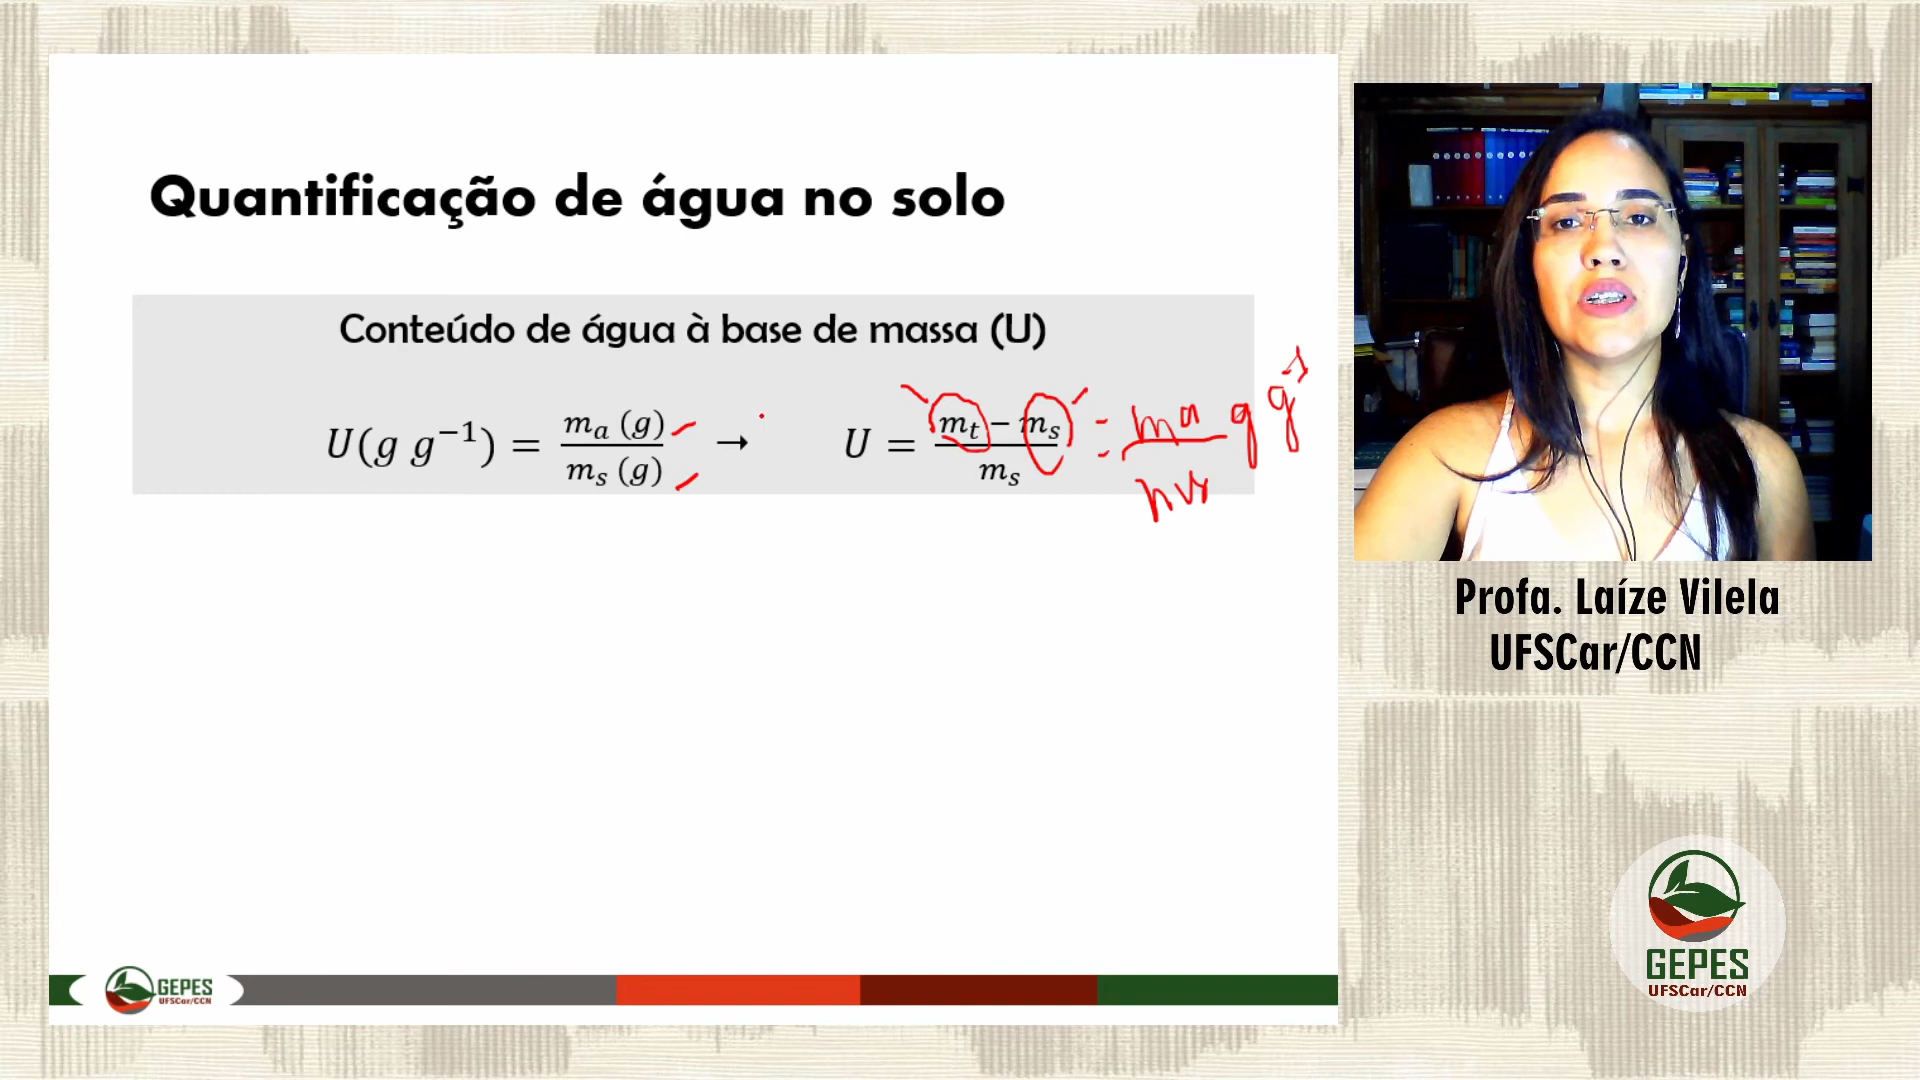 Quantificação de água no solo
Conteúdo de água à base de massa (U)
U(g g⁻¹) = mₐ (g) / mₛ (g) → U = (mₜ − mₛ) / mₛ = ma / ms g g⁻¹
Profa. Laíze Vilela
UFSCar/CCN
GEPES
UFSCar/CCN
GEPES
UFSCar/CCN